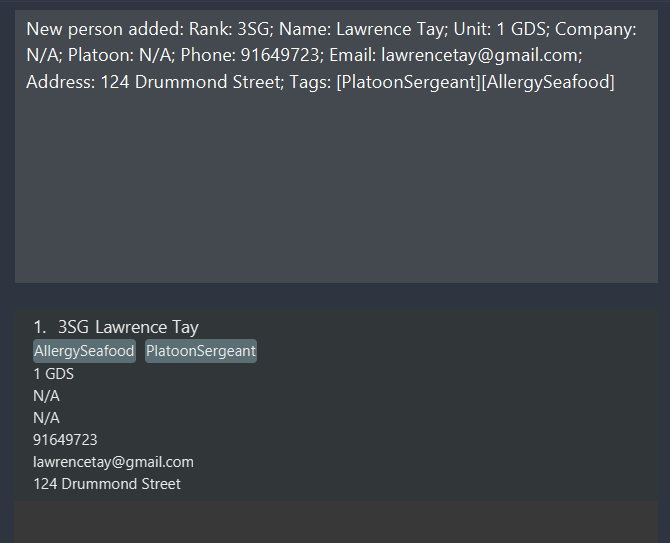 New person added: Rank: 3SG; Name: Lawrence Tay; Unit: 1 GDS; Company:
N/A; Platoon: N/A; Phone: 91649723; Email: lawrencetay@gmail.com;
Address: 124 Drummond Street; Tags: [PlatoonSergeant][AllergySeafood]
1. 3SG Lawrence Tay
AllergySeafood PlatoonSergeant
1 GDS
N/A
N/A
91649723
lawrencetay@gmail.com
124 Drummond Street